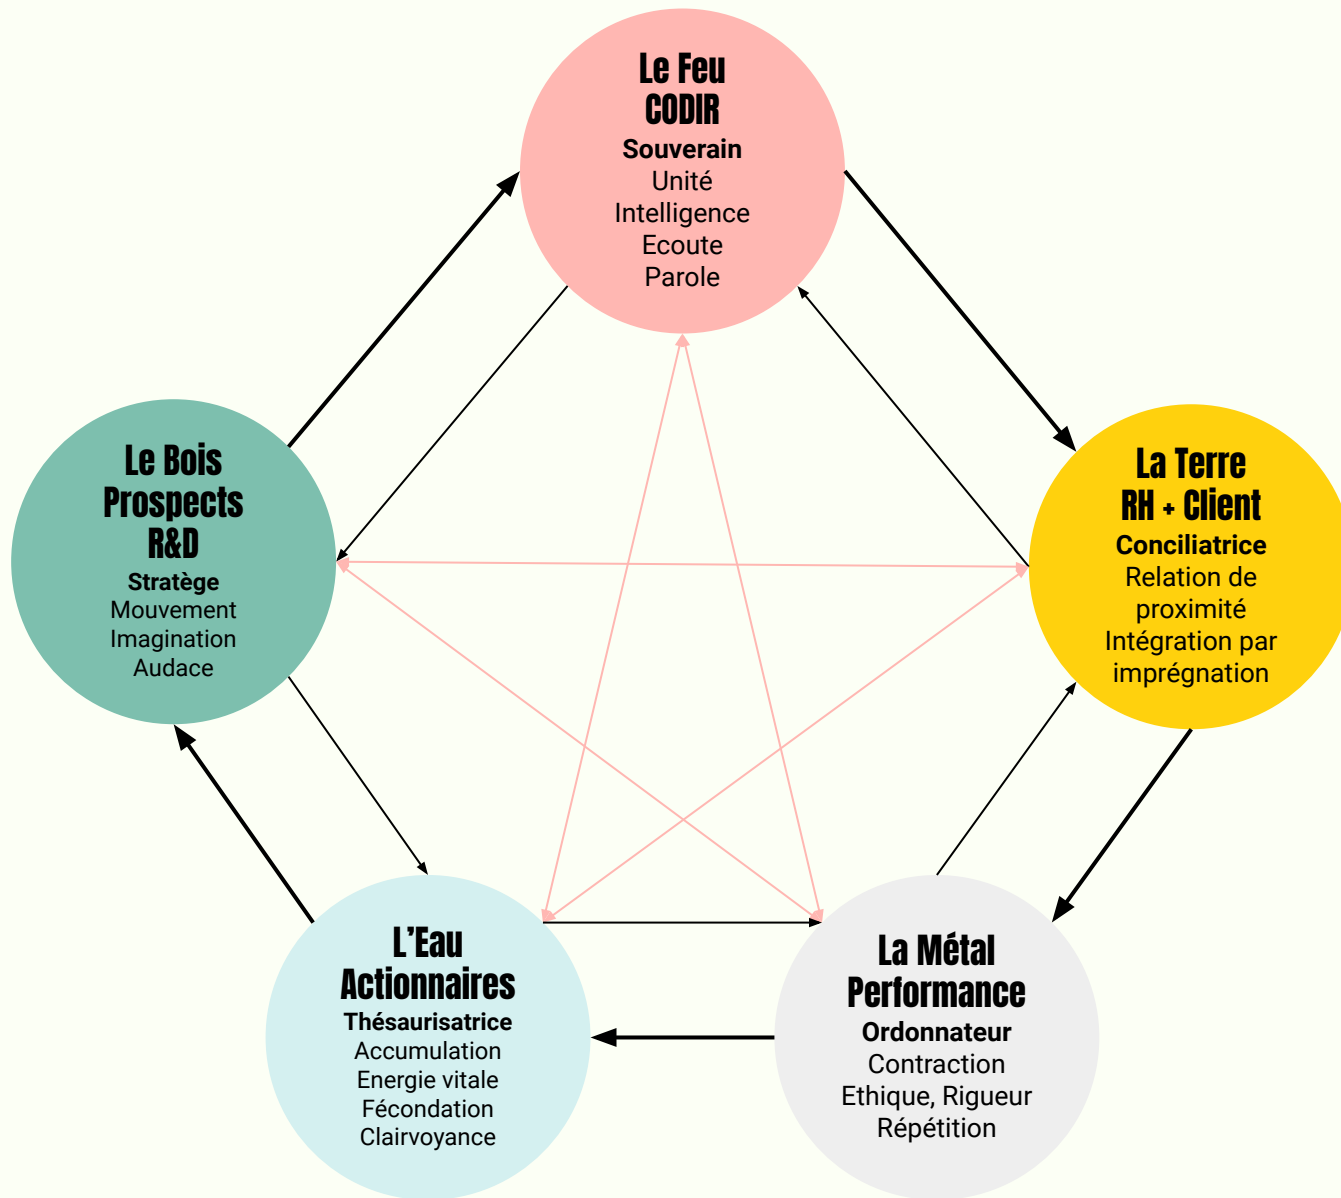 Le Feu
CODIR
Souverain
Unité
Intelligence
Ecoute
Parole
Le Bois
Prospects
R&D
Stratège
Mouvement
Imagination
Audace
La Terre
RH + Client
Conciliatrice
Relation de
proximité
Intégration par
imprégnation
L’Eau
Actionnaires
Thésaurisatrice
Accumulation
Energie vitale
Fécondation
Clairvoyance
La Métal
Performance
Ordonnateur
Contraction
Ethique, Rigueur
Répétition